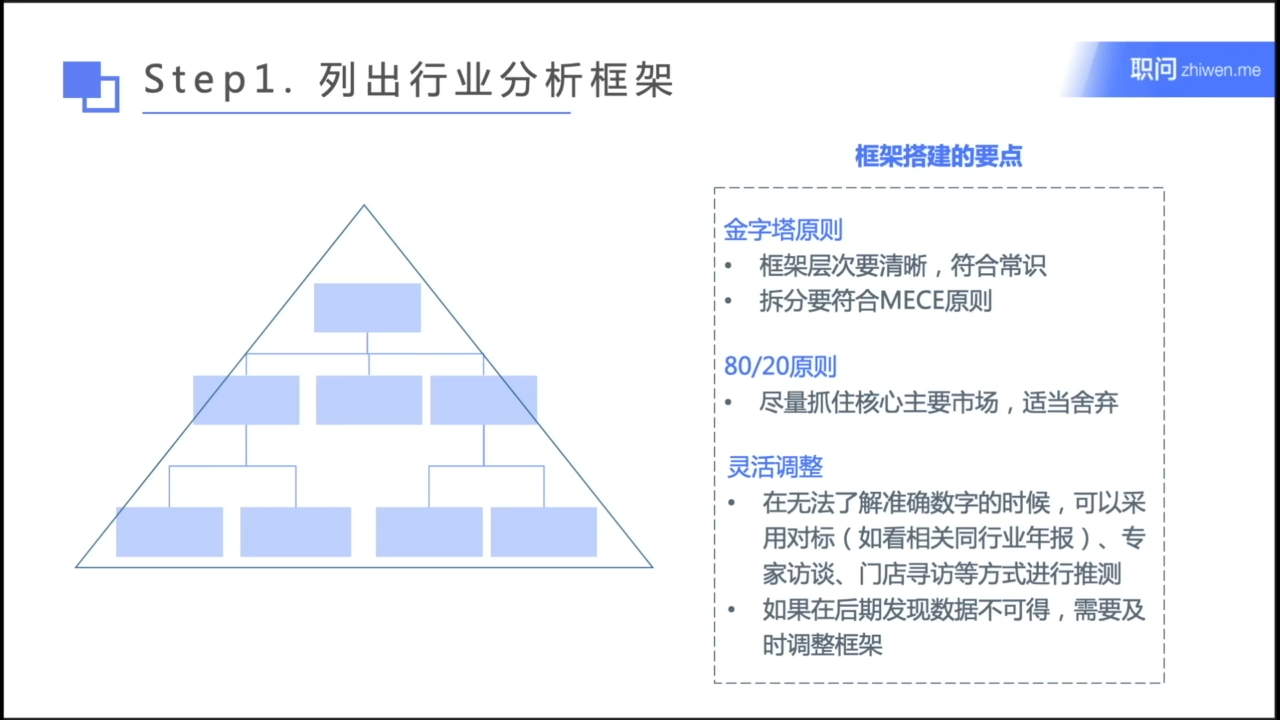 Step1. 列出行业分析框架
职问 zhiwen.me
框架搭建的要点
金字塔原则
• 框架层次要清晰，符合常识
• 拆分要符合MECE原则
80/20原则
• 尽量抓住核心主要市场，适当舍弃
灵活调整
• 在无法了解准确数字的时候，可以采
用对标（如看相关同行业年报）、专
家访谈、门店寻访等方式进行推测
• 如果在后期发现数据不可得，需要及
时调整框架